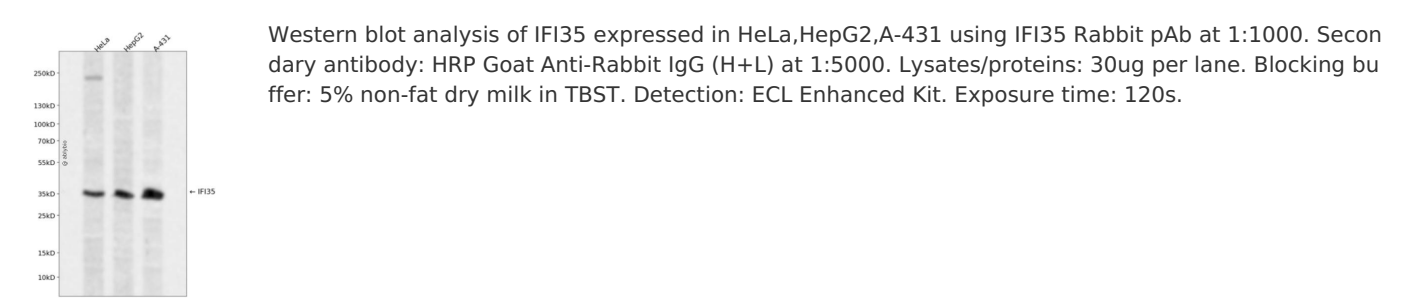 HeLa HepG2 A-431
250kD
130kD
100kD
70kD
55kD
35kD
25kD
15kD
10kD
@ abbybio
← IFI35
Western blot analysis of IFI35 expressed in HeLa,HepG2,A-431 using IFI35 Rabbit pAb at 1:1000. Secon
dary antibody: HRP Goat Anti-Rabbit IgG (H+L) at 1:5000. Lysates/proteins: 30ug per lane. Blocking bu
ffer: 5% non-fat dry milk in TBST. Detection: ECL Enhanced Kit. Exposure time: 120s.